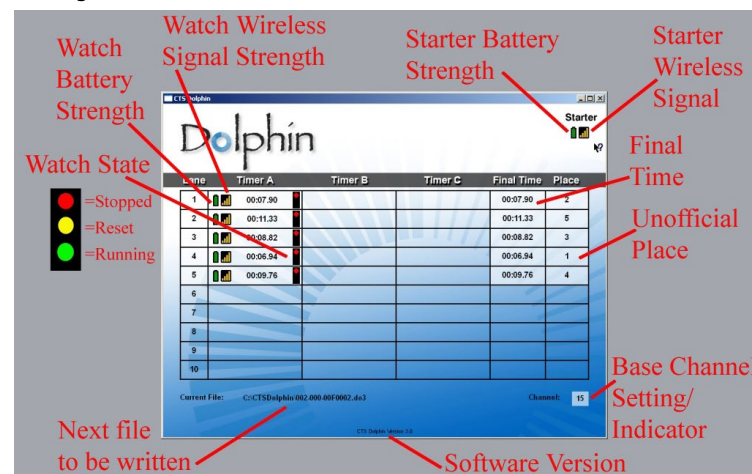 Watch Wireless
Signal Strength
Watch
Battery
Strength
Starter Battery
Strength
Starter
Wireless
Signal
CTS Dolphin
Dolphin
Starter
Watch State
Final
Time
Lane Timer A Timer B Timer C Final Time Place
1 00:07.90 00:07.90 2
2 00:11.33 00:11.33 5
3 00:08.82 00:08.82 3
4 00:06.94 00:06.94 1
5 00:09.76 00:09.76 4
6
7
8
9
10
=Stopped
=Reset
=Running
Unofficial
Place
Current File: C:\CTSDolphin\002-000-00F0002.do3 Channel: 15
Base Channel
Setting/
Indicator
CTS Dolphin Version 3.0
Next file
to be written
Software Version